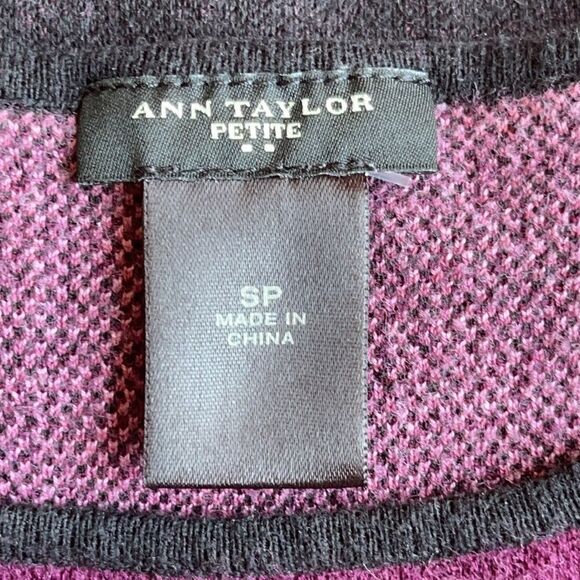 ANN TAYLOR
PETITE
SP
MADE IN
CHINA